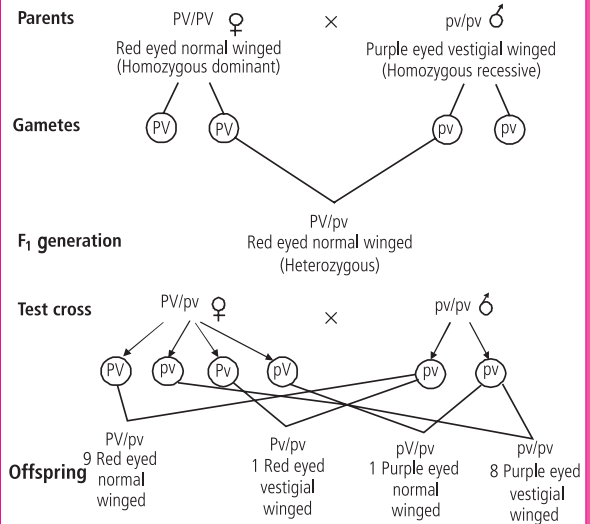 Parents PV/PV ♀ × pv/pv ♂
Red eyed normal winged Purple eyed vestigial winged
(Homozygous dominant) (Homozygous recessive)
Gametes PV PV pv pv
PV/pv
F₁ generation Red eyed normal winged
(Heterozygous)
Test cross PV/pv ♀ × pv/pv ♂
PV pv Pv pV pv pv
PV/pv Pv/pv pV/pv pv/pv
Offspring 9 Red eyed 1 Red eyed 1 Purple eyed 8 Purple eyed
normal vestigial normal vestigial
winged winged winged winged